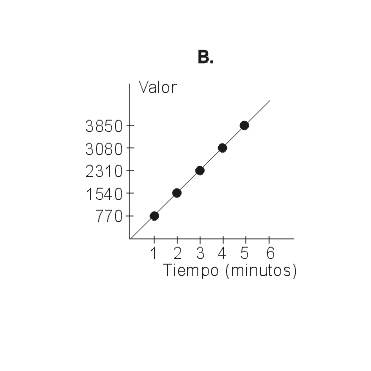 B.
Valor
3850
3080
2310
1540
770
1 2 3 4 5 6
Tiempo (minutos)